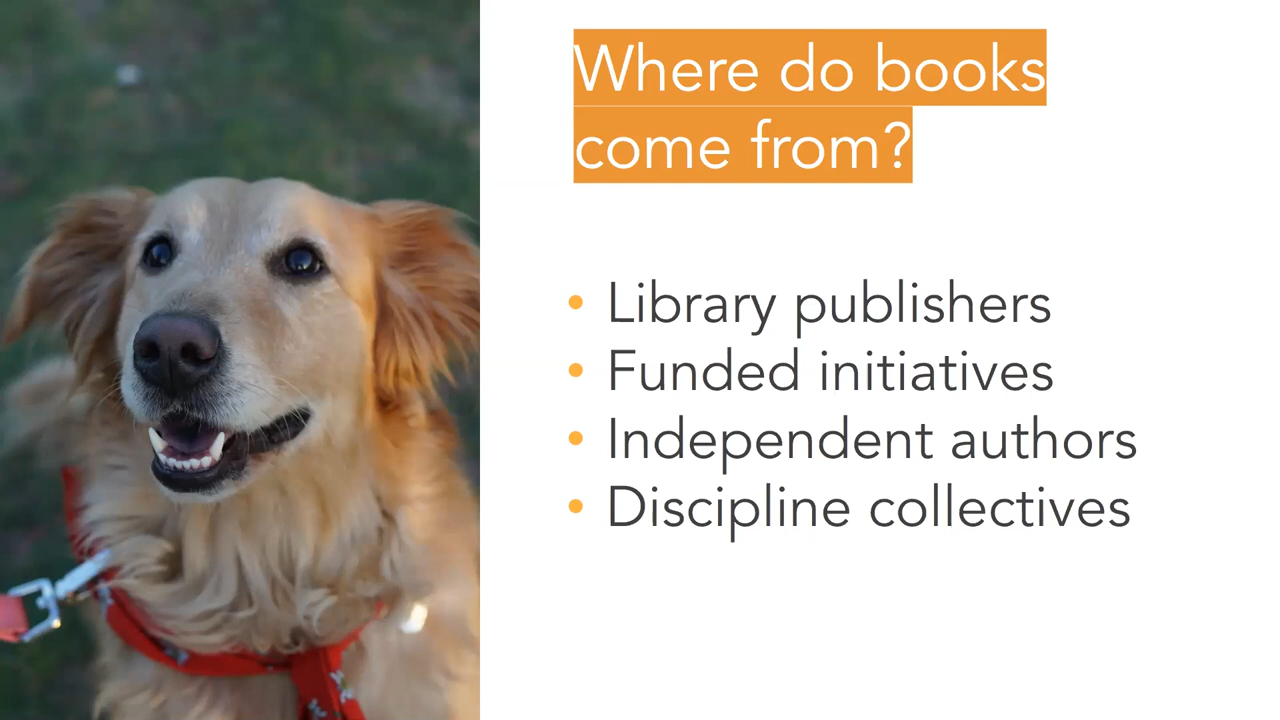 Where do books
come from?
• Library publishers
• Funded initiatives
• Independent authors
• Discipline collectives